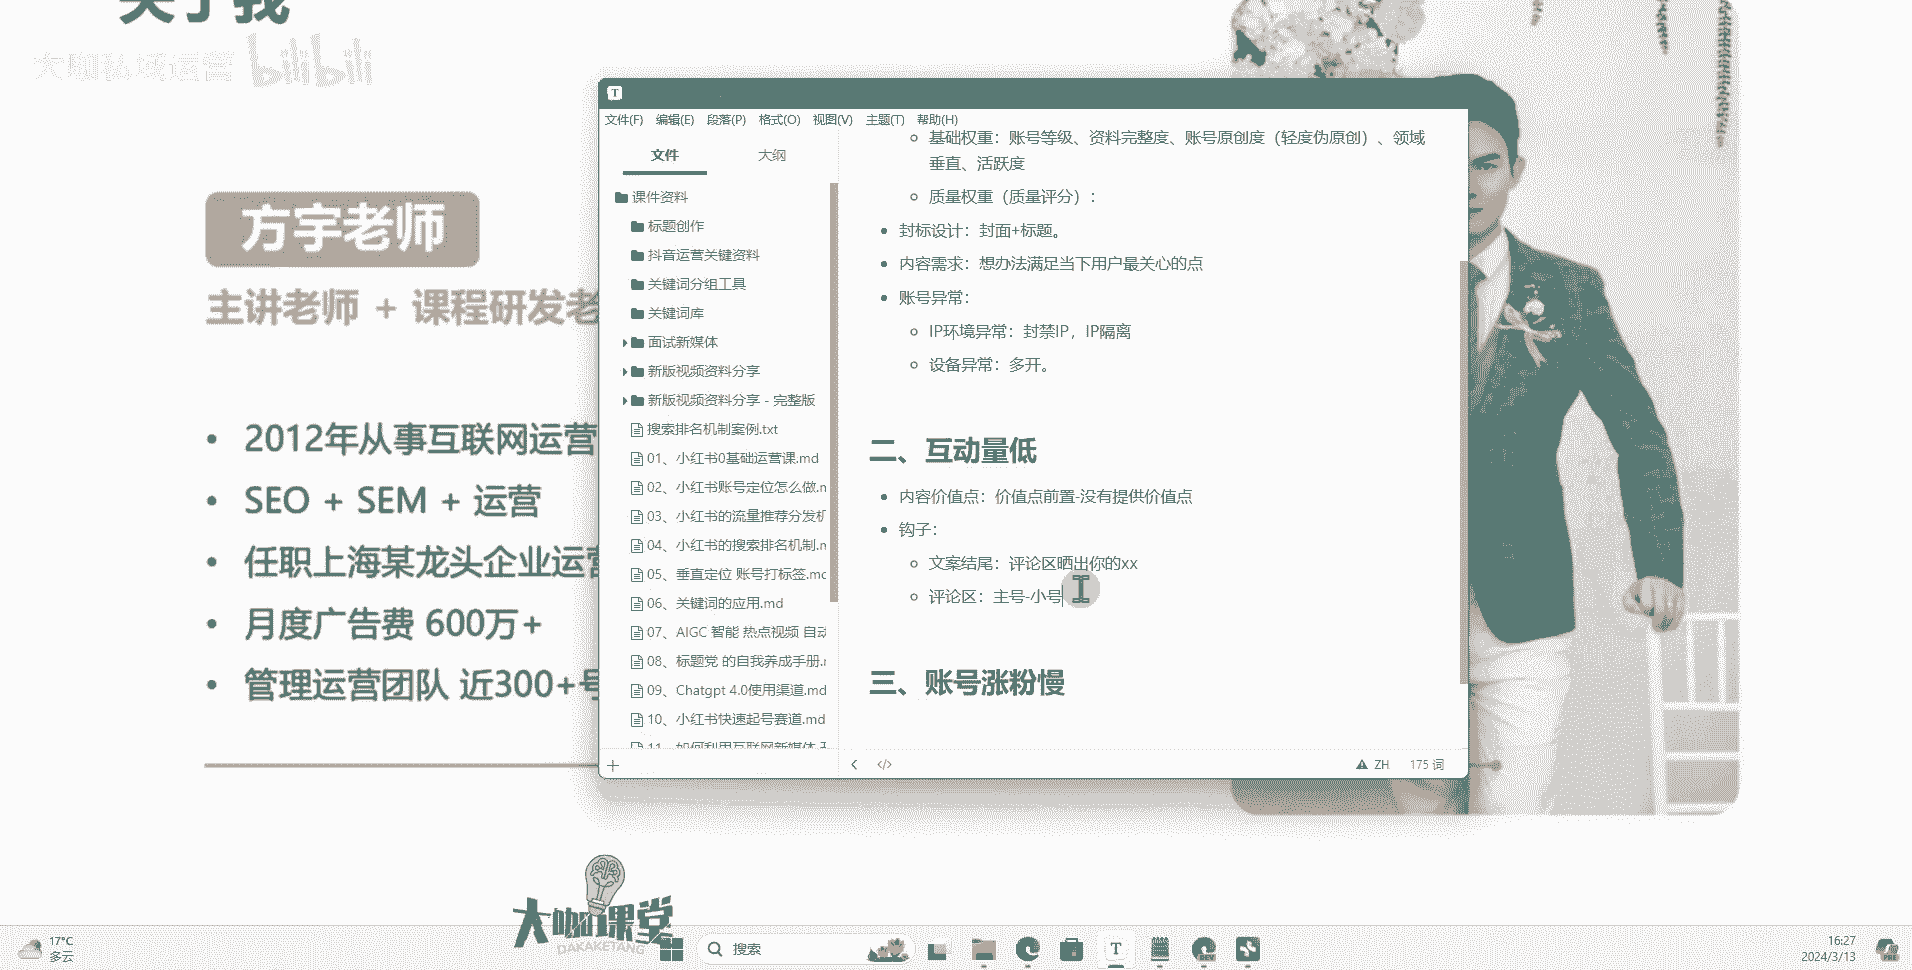 关于我
大咖私域运营 bilibili
方宇老师
主讲老师 + 课程研发老
2012年从事互联网运营
SEO + SEM + 运营
任职上海某龙头企业运营
月度广告费 600万+
管理运营团队 近300+号
T
文件(F) 编辑(E) 段落(P) 格式(O) 视图(V) 主题(T) 帮助(H)
文件 大纲
课件资料
标题创作
抖音运营关键资料
关键词分组工具
关键词库
面试新媒体
新版视频资料分享
新版视频资料分享 - 完整版
搜索排名机制案例.txt
01、小红书0基础运营课.md
02、小红书账号定位怎么做.m
03、小红书的流量推荐分发机
04、小红书的搜索排名机制.m
05、垂直定位 账号打标签.mc
06、关键词的应用.md
07、AIGC 智能 热点视频 自动
08、标题党 的自我养成手册.
09、Chatgpt 4.0使用渠道.md
10、小红书快速起号赛道.md
11、如何利用互联网新媒体
基础权重：账号等级、资料完整度、账号原创度（轻度伪原创）、领域
垂直、活跃度
质量权重（质量评分）：
封标设计：封面+标题。
内容需求：想办法满足当下用户最关心的点
账号异常：
IP环境异常：封禁IP，IP隔离
设备异常：多开。
二、互动量低
内容价值点：价值点前置-没有提供价值点
钩子：
文案结尾：评论区晒出你的xx
评论区：主号-小号
三、账号涨粉慢
ZH 175 词
大咖课堂
DAKAKETANG
17°C
多云
搜索
T
DEV
16:27
2024/3/13
PRE